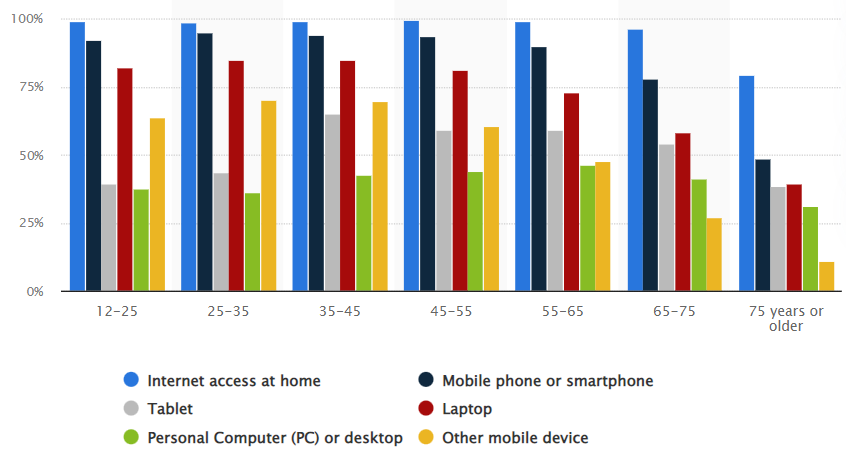 100%
75%
50%
25%
0%
12-25
25-35
35-45
45-55
55-65
65-75
75 years or
older
Internet access at home
Mobile phone or smartphone
Tablet
Laptop
Personal Computer (PC) or desktop
Other mobile device